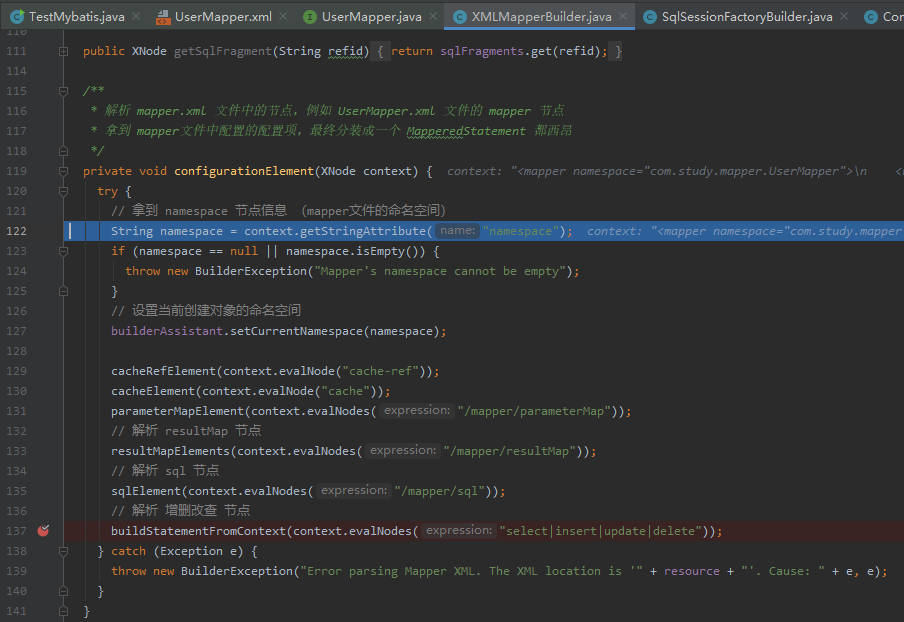 TestMybatis.java × UserMapper.xml × UserMapper.java × XMLMapperBuilder.java × SqlSessionFactoryBuilder.java × Con
110
111 public XNode getSqlFragment(String refid) { return sqlFragments.get(refid); }
114
115 /**
116 * 解析 mapper.xml 文件中的节点，例如 UserMapper.xml 文件的 mapper 节点
117 * 拿到 mapper文件中配置的配置项，最终分装成一个 MapperedStatement 都西昂
118 */
119 private void configurationElement(XNode context) { context: "<mapper namespace="com.study.mapper.UserMapper">\n <
120 try {
121 // 拿到 namespace 节点信息 （mapper文件的命名空间）
122 String namespace = context.getStringAttribute( name: "namespace"); context: "<mapper namespace="com.study.mapper
123 if (namespace == null || namespace.isEmpty()) {
124 throw new BuilderException("Mapper's namespace cannot be empty");
125 }
126 // 设置当前创建对象的命名空间
127 builderAssistant.setCurrentNamespace(namespace);
128
129 cacheRefElement(context.evalNode("cache-ref"));
130 cacheElement(context.evalNode("cache"));
131 parameterMapElement(context.evalNodes( expression: "/mapper/parameterMap"));
132 // 解析 resultMap 节点
133 resultMapElements(context.evalNodes( expression: "/mapper/resultMap"));
134 // 解析 sql 节点
135 sqlElement(context.evalNodes( expression: "/mapper/sql"));
136 // 解析 增删改查 节点
137 buildStatementFromContext(context.evalNodes( expression: "select|insert|update|delete"));
138 } catch (Exception e) {
139 throw new BuilderException("Error parsing Mapper XML. The XML location is '" + resource + "'. Cause: " + e, e);
140 }
141 }